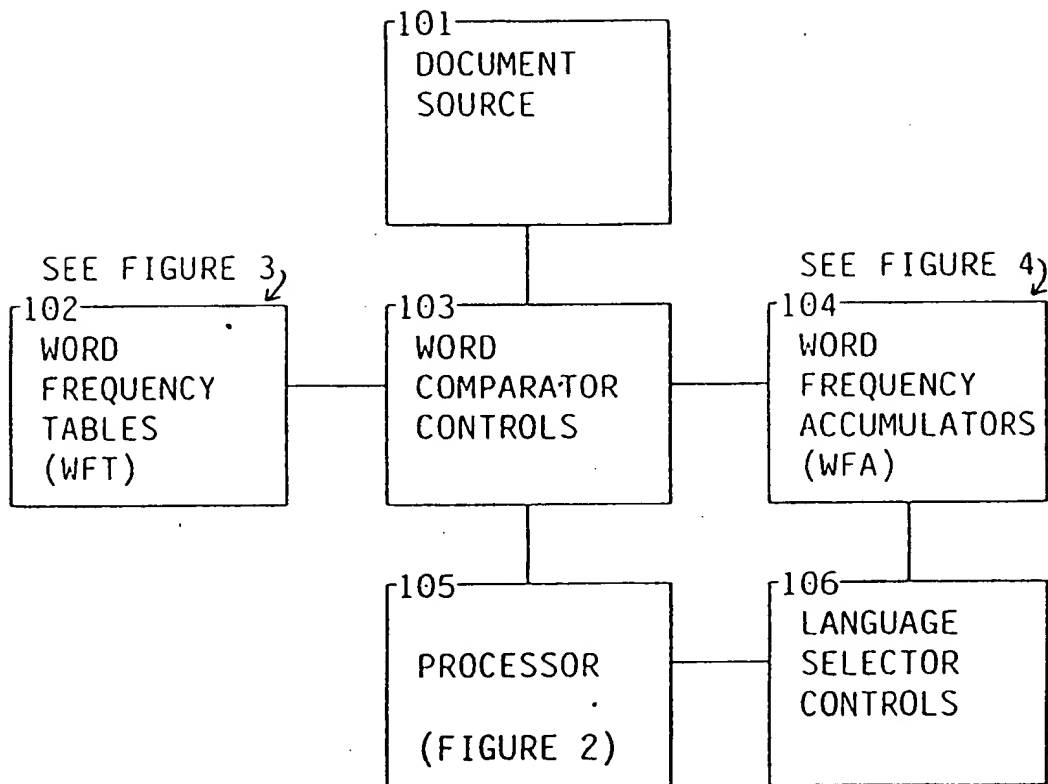 101
DOCUMENT
SOURCE
SEE FIGURE 3
102
WORD
FREQUENCY
TABLES
(WFT)
103
WORD
COMPARATOR
CONTROLS
SEE FIGURE 4
104
WORD
FREQUENCY
ACCUMULATORS
(WFA)
105
PROCESSOR
(FIGURE 2)
106
LANGUAGE
SELECTOR
CONTROLS